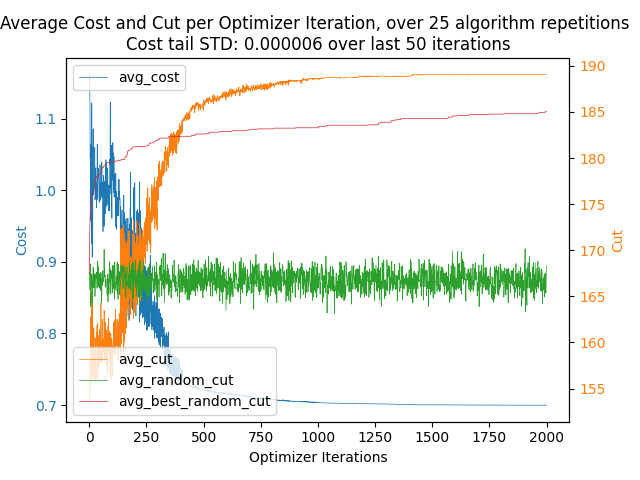 Average Cost and Cut per Optimizer Iteration, over 25 algorithm repetitions
Cost tail STD: 0.000006 over last 50 iterations
avg_cost
190
185
180
175
170
165
160
155
Cut
1.1
1.0
0.9
0.8
0.7
Cost
avg_cut
avg_random_cut
avg_best_random_cut
0
250
500
750
1000
1250
1500
1750
2000
Optimizer Iterations